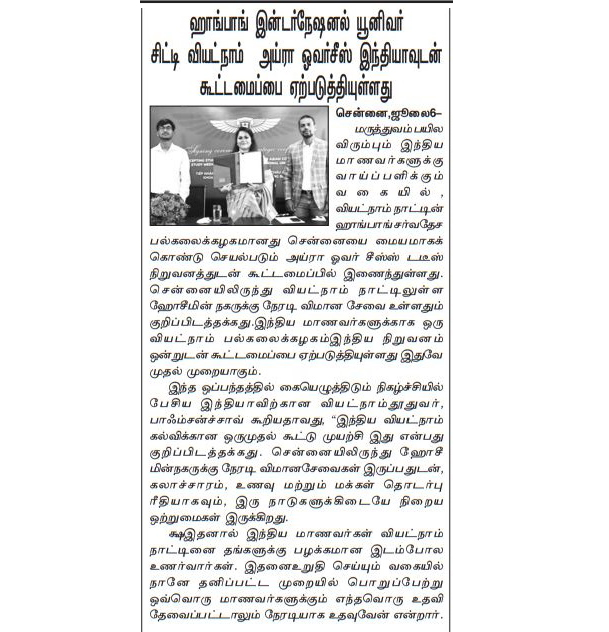 ஹாங்பாங் இன்டர்நேஷனல் யூனிவர்
சிட்டி வியட்நாம் அய்ரா ஓவர்சீஸ் இந்தியாவுடன்
கூட்டமைப்பை ஏற்படுத்தியுள்ளது
சென்னை,ஜூலை6–
மருத்துவம் பயில
விரும்பும் இந்திய
மாணவர்களுக்கு
வாய்ப்பளிக்கும்
வகையில்,
வியட்நாம் நாட்டின்
ஹாங்பாங் சர்வதேச
பல்கலைக்கழகமானது சென்னையை மையமாகக்
கொண்டு செயல்படும் அய்ரா ஓவர் சீஸ்ஸ் டடீஸ்
நிறுவனத்துடன் கூட்டமைப்பில் இணைந்துள்ளது.
சென்னையிலிருந்து வியட்நாம் நாட்டிலுள்ள
ஹோசீமின் நகருக்கு நேரடி விமான சேவை உள்ளதும்
குறிப்பிடத்தக்கது.இந்திய மாணவர்களுக்காக ஒரு
வியட்நாம் பல்கலைக்கழகம்இந்திய நிறுவனம்
ஒன்றுடன் கூட்டமைப்பை ஏற்படுத்தியுள்ளது இதுவே
முதல் முறையாகும்.
இந்த ஒப்பந்தத்தில் கையெழுத்திடும் நிகழ்ச்சியில்
பேசிய இந்தியாவிற்கான வியட்நாம்தூதுவர்,
பாஃம்சன்ச்சாவ் கூறியதாவது, “இந்திய வியட்நாம்
கல்விக்கான ஒருமுதல் கூட்டு முயற்சி இது என்பது
குறிப்பிடத்தக்கது. சென்னையிலிருந்து ஹோசீ
மின்நகருக்கு நேரடி விமானசேவைகள் இருப்பதுடன்,
கலாச்சாரம், உணவு மற்றும் மக்கள் தொடர்பு
ரீதியாகவும், இரு நாடுகளுக்கிடையே நிறைய
ஒற்றுமைகள் இருக்கிறது.
க்ஷஇதனால் இந்திய மாணவர்கள் வியட்நாம்
நாட்டினை தங்களுக்கு பழக்கமான இடம்போல
உணர்வார்கள். இதனைஉறுதி செய்யும் வகையில்
நானே தனிப்பட்ட முறையில் பொறுப்பேற்று
ஒவ்வொரு மாணவர்களுக்கும் எந்தவொரு உதவி
தேவைப்பட்டாலும் நேரடியாக உதவுவேன் என்றார்.